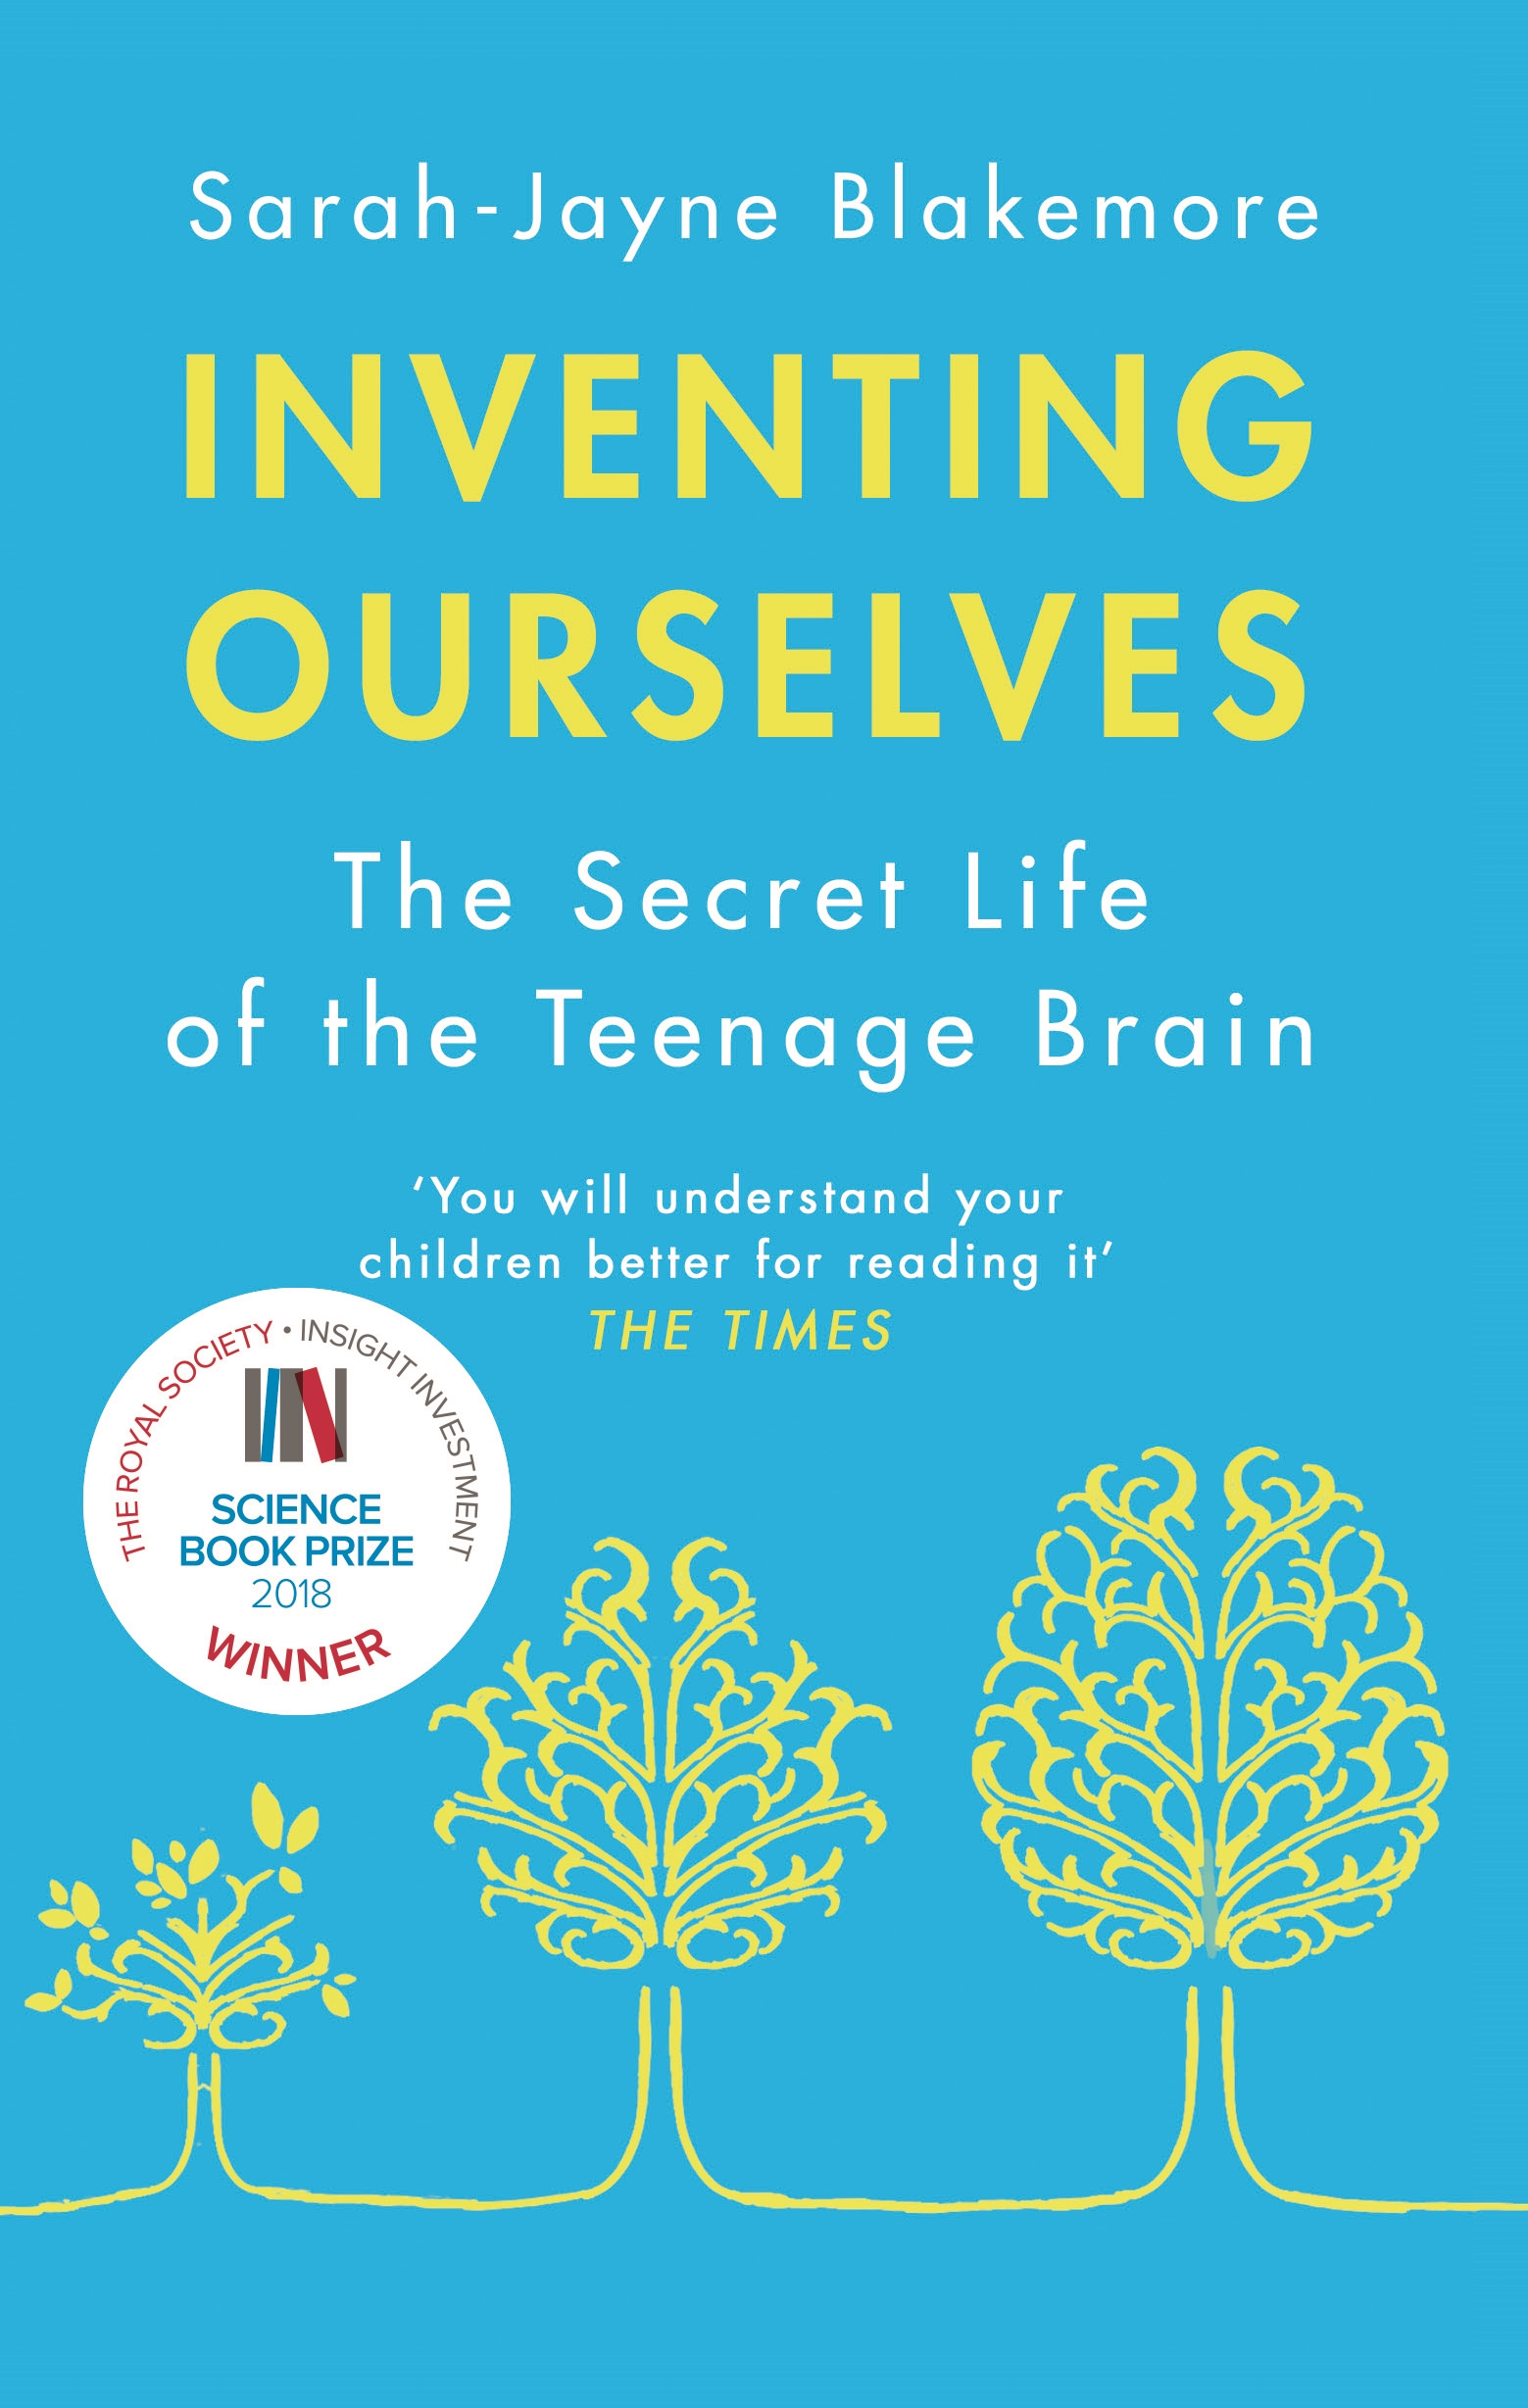 Sarah-Jayne Blakemore
INVENTING
OURSELVES
The Secret Life
of the Teenage Brain
‘You will understand your
children better for reading it’
THE TIMES
THE ROYAL SOCIETY • INSIGHT INVESTMENT
SCIENCE
BOOK PRIZE
2018
WINNER